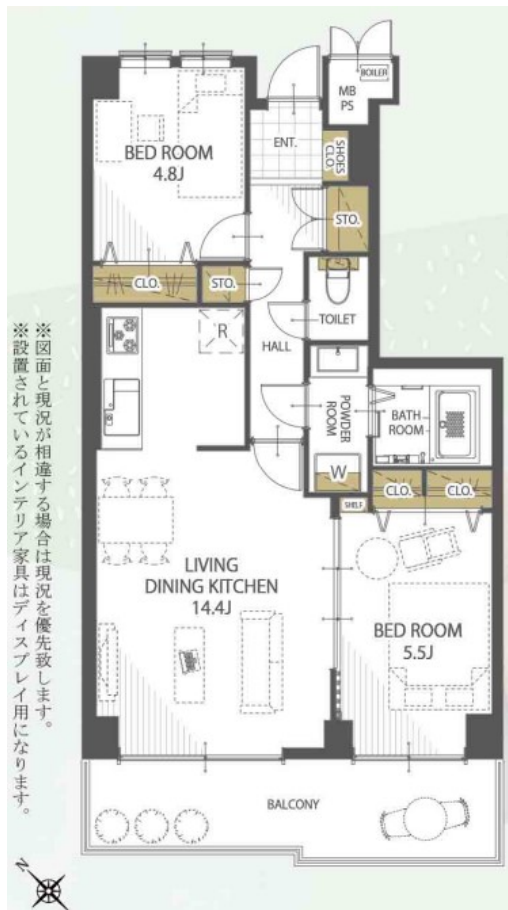 BOILER
MB
PS
ENT.
SHOES
CLO.
BED ROOM
4.8J
STO.
CLO.
STO.
TOILET
R
HALL
POWDER
ROOM
BATH
ROOM
W
CLO.
CLO.
SHELF
LIVING
DINING KITCHEN
14.4J
BED ROOM
5.5J
BALCONY
※図面と現況が相違する場合は現況を優先致します。
※設置されているインテリア家具はディスプレイ用になります。
N